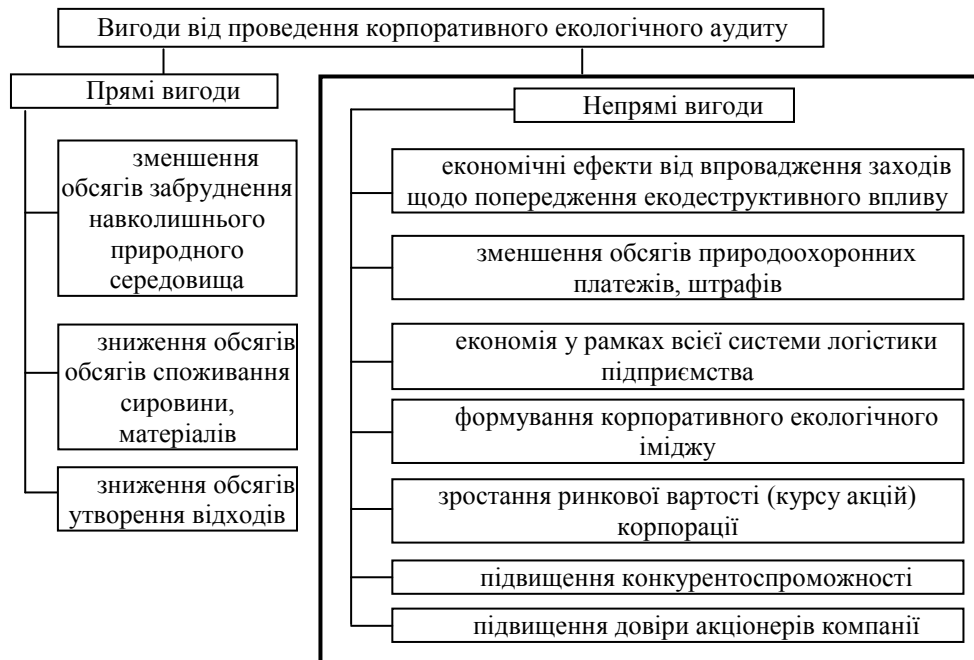 Вигоди від проведення корпоративного екологічного аудиту
Прямі вигоди
зменшення
обсягів забруднення
навколишнього
природного
середовища
зниження обсягів
обсягів споживання
сировини,
матеріалів
зниження обсягів
утворення відходів
Непрямі вигоди
економічні ефекти від впровадження заходів
щодо попередження екодеструктивного впливу
зменшення обсягів природоохоронних
платежів, штрафів
економія у рамках всієї системи логістики
підприємства
формування корпоративного екологічного
іміджу
зростання ринкової вартості (курсу акцій)
корпорації
підвищення конкурентоспроможності
підвищення довіри акціонерів компанії